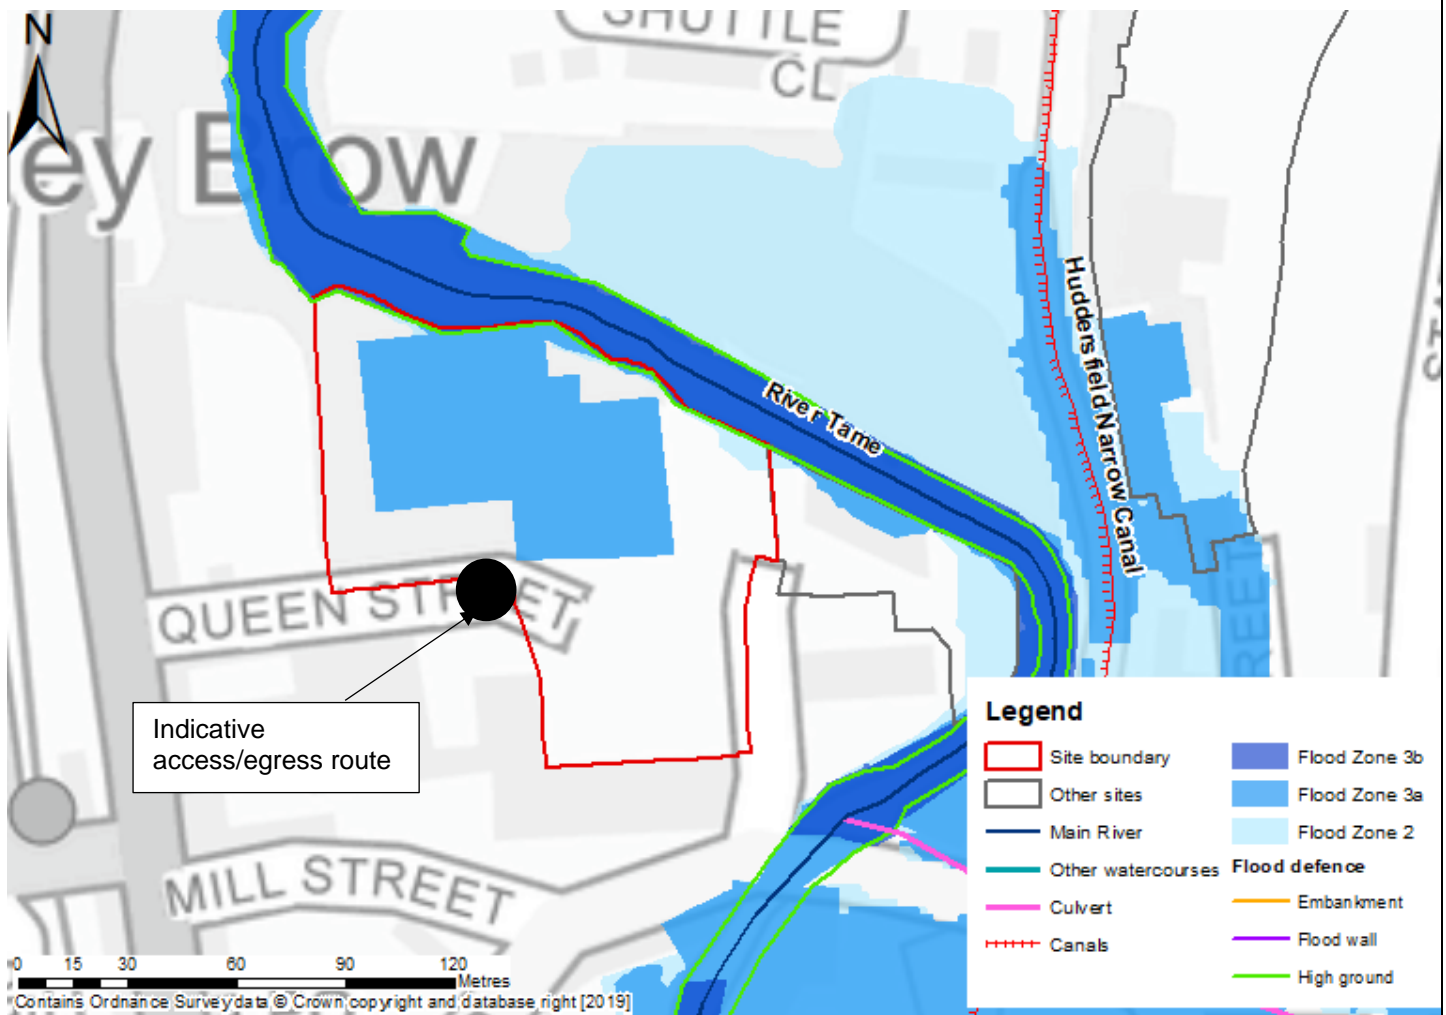 N
SHUTTLE
CL
ey Brow
River Tame
Huddersfield Narrow Canal
QUEEN STREET
Indicative
access/egress route
MILL STREET
REET
Legend
Site boundary
Other sites
Main River
Other watercourses
Culvert
Canals
Flood Zone 3b
Flood Zone 3a
Flood Zone 2
Flood defence
Embankment
Flood wall
High ground
0 15 30 60 90 120
Metres
Contains Ordnance Survey data © Crown copyright and database right [2019]